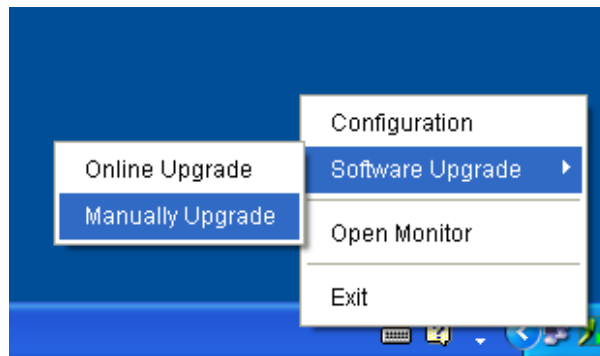 Configuration
Online Upgrade
Software Upgrade
Manually Upgrade
Open Monitor
Exit